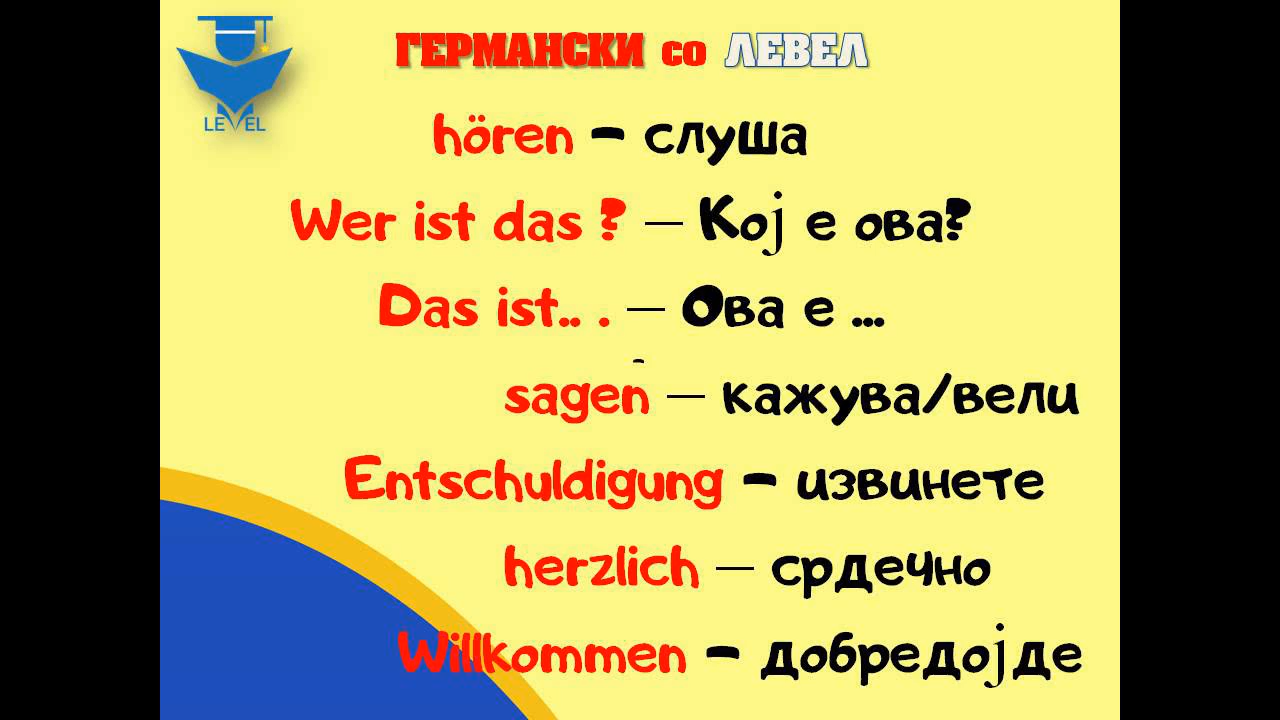 LEVEL
ГЕРМАНСКИ со ЛЕВЕЛ
hören - слуша
Wer ist das ? – Кој е ова?
Das ist.. . – Ова е ...
sagen – кажува/вели
Entschuldigung - извинете
herzlich – срдечно
Willkommen - добредојде